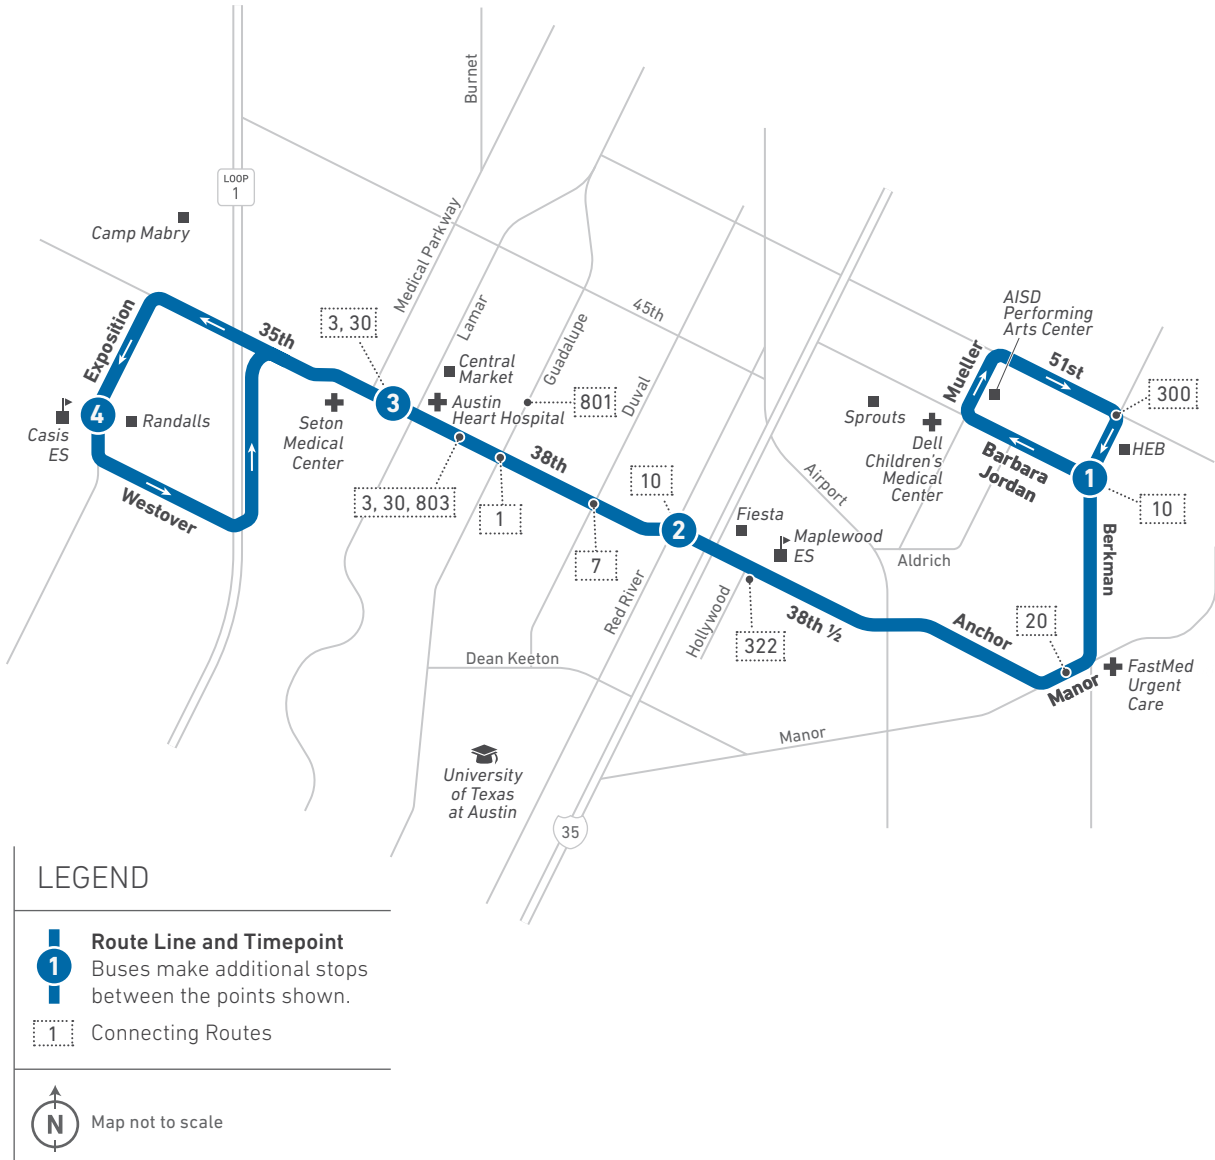 Burnet
LOOP
1
Camp Mabry
Medical Parkway
Exposition
35th
3, 30
Lamar
45th
Guadalupe
AISD
Performing
Arts Center
Mueller
51st
Central
Market
3
Austin
Heart Hospital
801
Duval
300
4
Randalls
Casis
ES
Seton
Medical
Center
Sprouts
Dell
Children's
Medical
Center
Barbara
Jordan
HEB
1
38th
Airport
10
10
Westover
3, 30, 803
1
2
Fiesta
Maplewood
ES
Aldrich
Berkman
7
Red River
Hollywood
38th ½
Anchor
20
322
Dean Keeton
Manor
FastMed
Urgent
Care
Manor
University
of Texas
at Austin
35
LEGEND
1
Route Line and Timepoint
Buses make additional stops
between the points shown.
1
Connecting Routes
N
Map not to scale